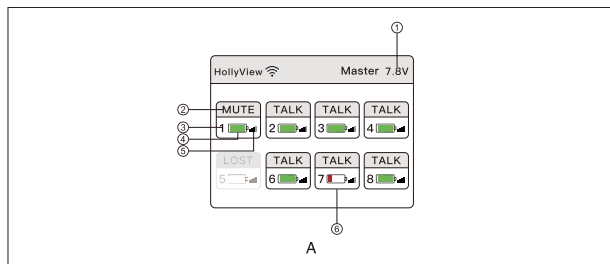 ①
HollyView Master 7.8V
② MUTE TALK TALK TALK
③ 1 2 3 4
④
⑤
LOST TALK TALK TALK
5 6 7 8
⑥
A